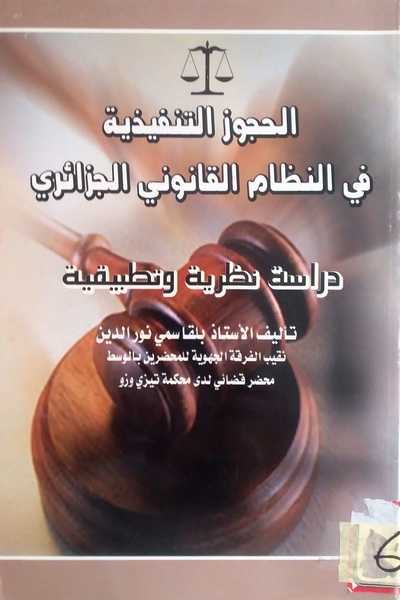 الحجوز التنفيذية
في النظام القانوني الجزائري
دراسة نظرية وتطبيقية
تأليف الأستاذ بلقاسمي نور الدين
نقيب الغرفة الجهوية للمحضرين بالوسط
محضر قضائي لدى محكمة تيزي وزو